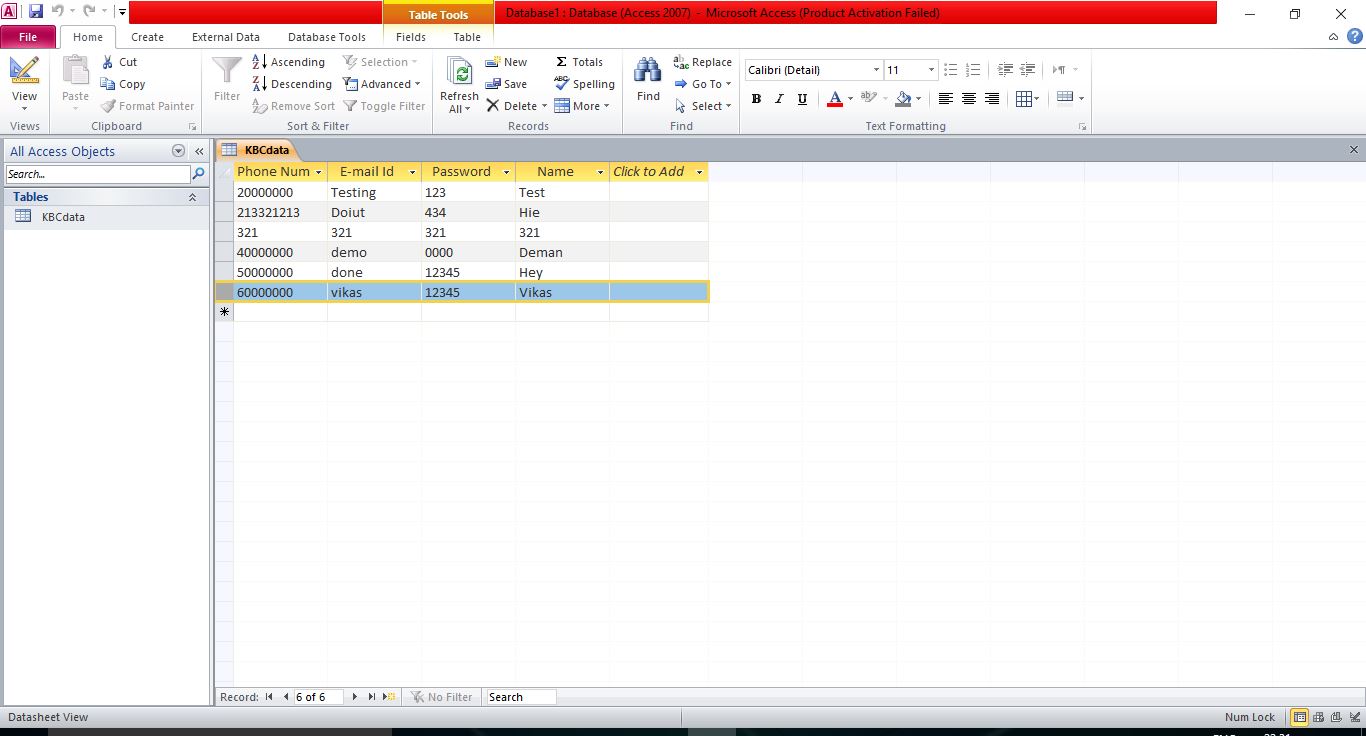 Table Tools
Database1 : Database (Access 2007) - Microsoft Access (Product Activation Failed)
File Home Create External Data Database Tools Fields Table
View
Views
Paste
Cut
Copy
Format Painter
Clipboard
Filter
Ascending
Descending
Remove Sort
Selection
Advanced
Toggle Filter
Sort & Filter
Refresh
All
New
Save
Delete
Totals
Spelling
More
Records
Find
Replace
Go To
Select
Find
Calibri (Detail) 11
B I U A
Text Formatting
All Access Objects
Search...
Tables
KBCdata
KBCdata
Phone Num E-mail Id Password Name Click to Add
20000000 Testing 123 Test
213321213 Doiut 434 Hie
321 321 321 321
40000000 demo 0000 Deman
50000000 done 12345 Hey
60000000 vikas 12345 Vikas
Record: 6 of 6 No Filter Search
Datasheet View Num Lock